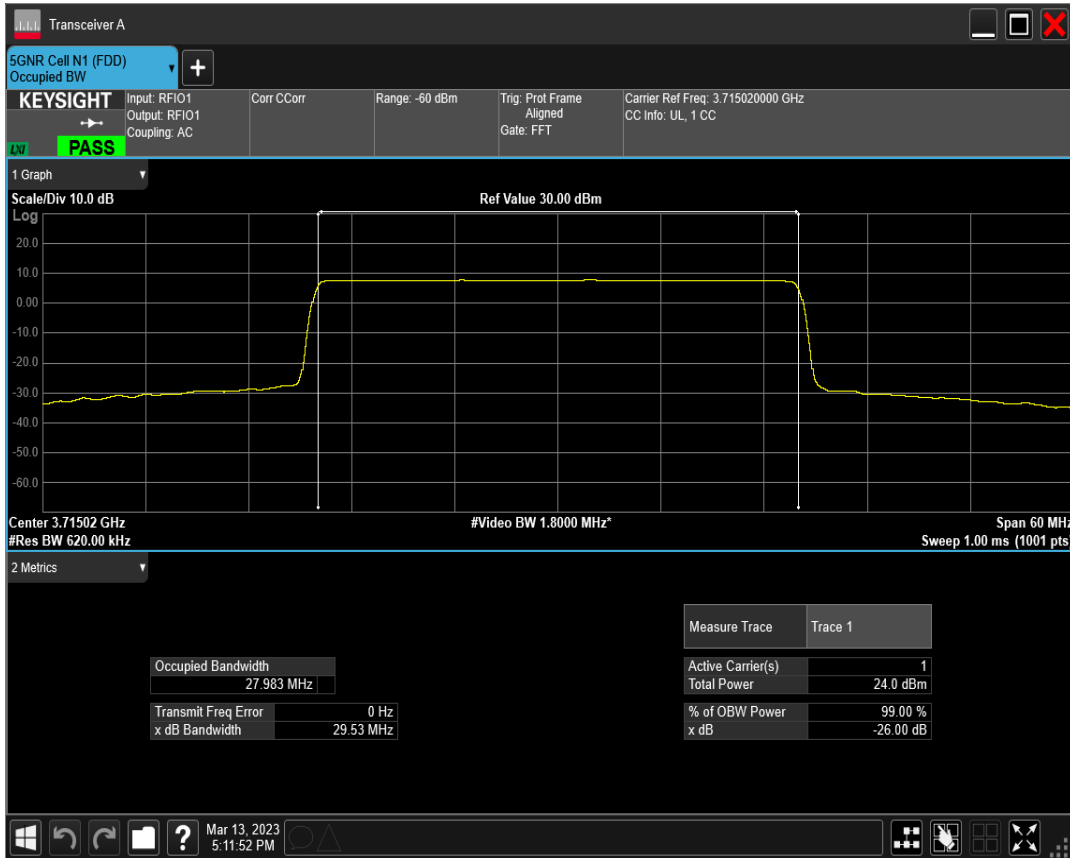 Transceiver A
5GNR Cell N1 (FDD)
Occupied BW
+
KEYSIGHT
LXI
PASS
Input: RFIO1
Output: RFIO1
Coupling: AC
Corr CCorr
Range: -60 dBm
Trig: Prot Frame
Aligned
Gate: FFT
Carrier Ref Freq: 3.715020000 GHz
CC Info: UL, 1 CC
1 Graph
Scale/Div 10.0 dB
Ref Value 30.00 dBm
Log
20.0
10.0
0.00
-10.0
-20.0
-30.0
-40.0
-50.0
-60.0
Center 3.71502 GHz
#Video BW 1.8000 MHz*
Span 60 MHz
#Res BW 620.00 kHz
Sweep 1.00 ms (1001 pts)
2 Metrics
Measure Trace Trace 1
Occupied Bandwidth
27.983 MHz
Active Carrier(s) 1
Total Power 24.0 dBm
Transmit Freq Error 0 Hz
x dB Bandwidth 29.53 MHz
% of OBW Power 99.00 %
x dB -26.00 dB
?
Mar 13, 2023
5:11:52 PM